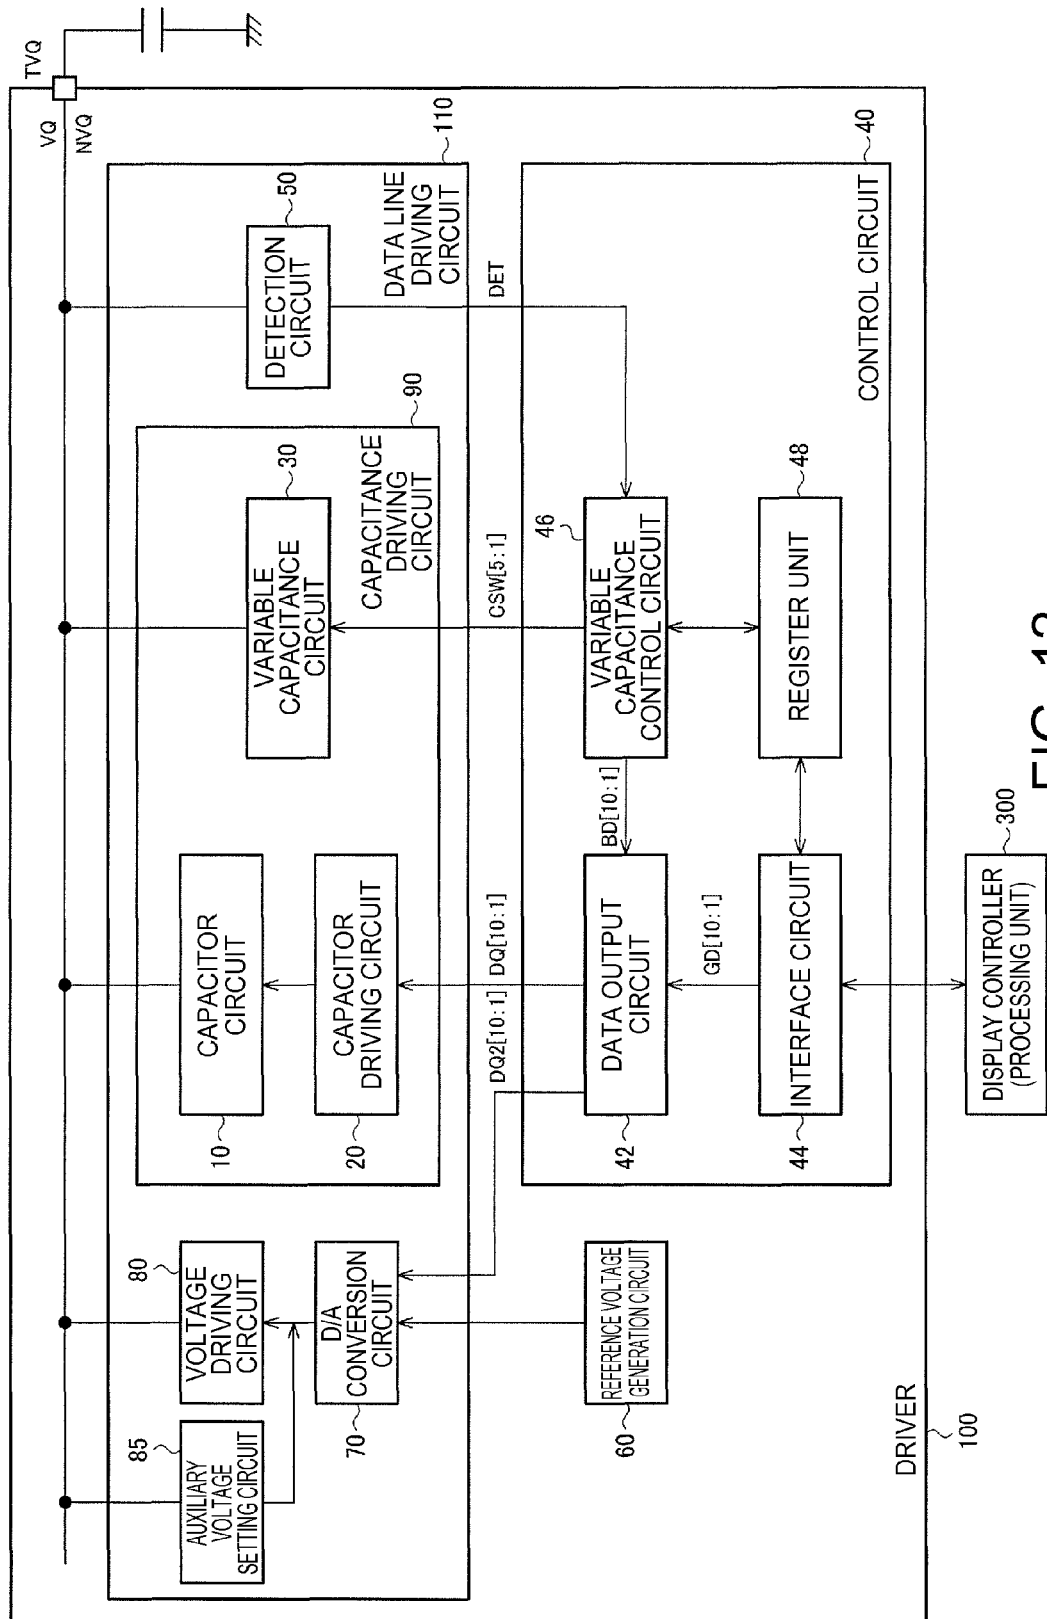 TVQ
VQ
NVQ
110
DATA LINE
DRIVING
CIRCUIT
50
DETECTION
CIRCUIT
90
CAPACITANCE
DRIVING
CIRCUIT
30
VARIABLE
CAPACITANCE
CIRCUIT
CAPACITOR
CIRCUIT
10
CAPACITOR
DRIVING CIRCUIT
20
80
VOLTAGE
DRIVING
CIRCUIT
85
AUXILIARY
VOLTAGE
SETTING CIRCUIT
D/A
CONVERSION
CIRCUIT
70
DET
CSW[5:1]
DQ[10:1]
DQ2[10:1]
40
CONTROL CIRCUIT
46
VARIABLE
CAPACITANCE
CONTROL CIRCUIT
48
REGISTER UNIT
BD[10:1]
DATA OUTPUT
CIRCUIT
42
GD[10:1]
INTERFACE CIRCUIT
44
REFERENCE VOLTAGE
GENERATION CIRCUIT
60
DRIVER
100
300
DISPLAY CONTROLLER
(PROCESSING UNIT)